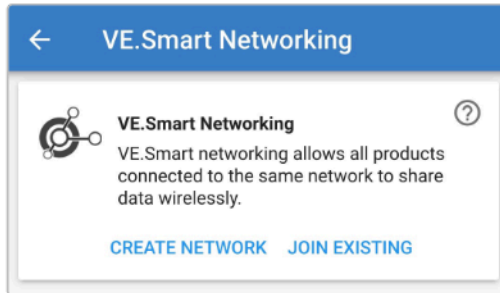 VE.Smart Networking
VE.Smart Networking
VE.Smart networking allows all products
connected to the same network to share
data wirelessly.
CREATE NETWORK JOIN EXISTING